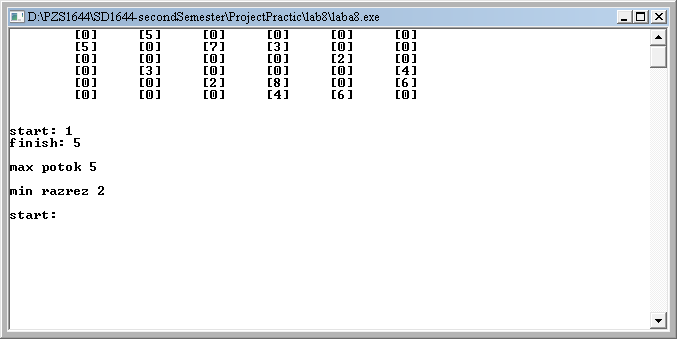 D:\PZS1644\SD1644-secondSemester\ProjectPractic\lab8\laba8.exe
[0] [5] [0] [0] [0] [0]
[5] [0] [7] [3] [0] [0]
[0] [0] [0] [0] [2] [0]
[0] [3] [0] [0] [0] [4]
[0] [0] [2] [8] [0] [6]
[0] [0] [0] [4] [6] [0]
start: 1
finish: 5
max potok 5
min razrez 2
start: